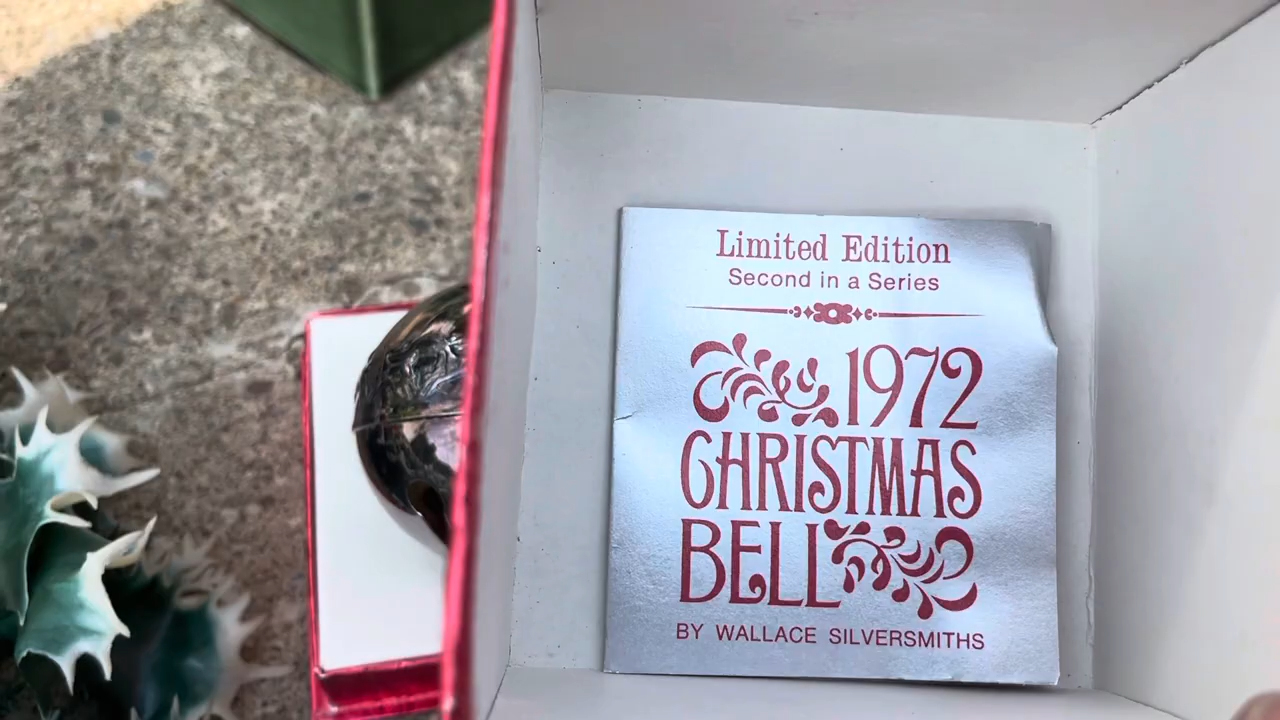 Limited Edition
Second in a Series
1972
CHRISTMAS
BELL
BY WALLACE SILVERSMITHS